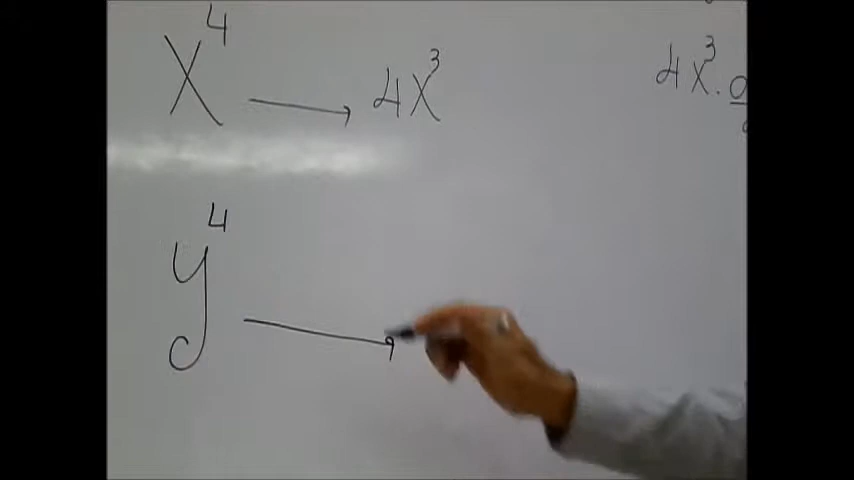 x⁴ → 4x³
4x³ .
y⁴ →